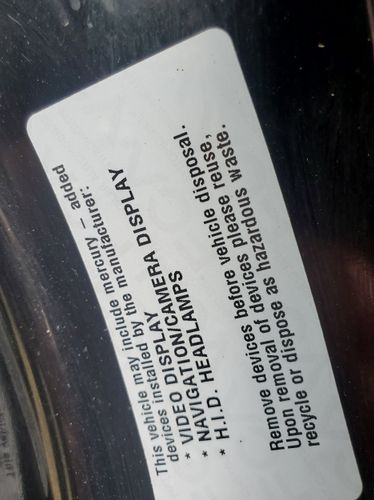 This vehicle may include mercury – added
devices installed by the manufacturer:
* VIDEO DISPLAY
* NAVIGATION/CAMERA DISPLAY
* H.I.D. HEADLAMPS
Remove devices before vehicle disposal.
Upon removal of devices please reuse,
recycle or dispose as hazardous waste.